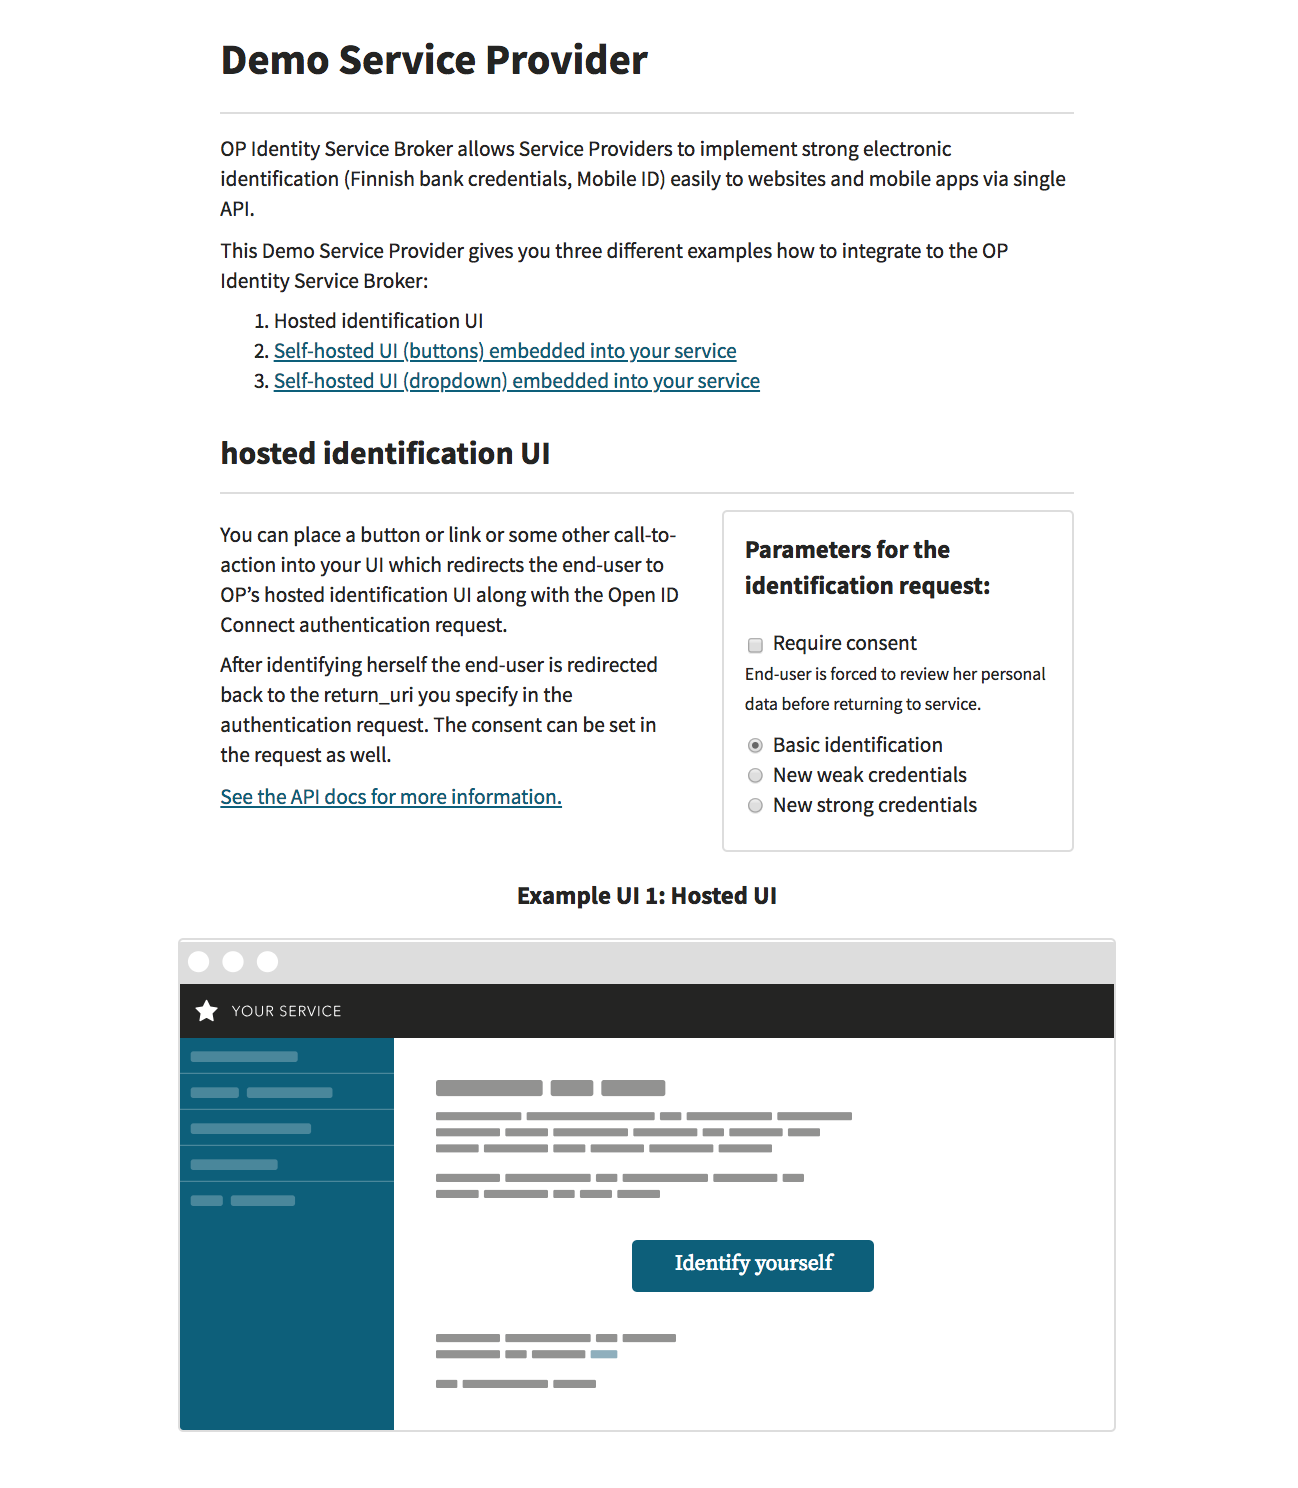 Demo Service Provider
OP Identity Service Broker allows Service Providers to implement strong electronic
identification (Finnish bank credentials, Mobile ID) easily to websites and mobile apps via single
API.
This Demo Service Provider gives you three different examples how to integrate to the OP
Identity Service Broker:
1. Hosted identification UI
2. Self-hosted UI (buttons) embedded into your service
3. Self-hosted UI (dropdown) embedded into your service
hosted identification UI
You can place a button or link or some other call-to-
action into your UI which redirects the end-user to
OP’s hosted identification UI along with the Open ID
Connect authentication request.
After identifying herself the end-user is redirected
back to the return_uri you specify in the
authentication request. The consent can be set in
the request as well.
See the API docs for more information.
Parameters for the
identification request:
Require consent
End-user is forced to review her personal
data before returning to service.
Basic identification
New weak credentials
New strong credentials
Example UI 1: Hosted UI
YOUR SERVICE
Identify yourself